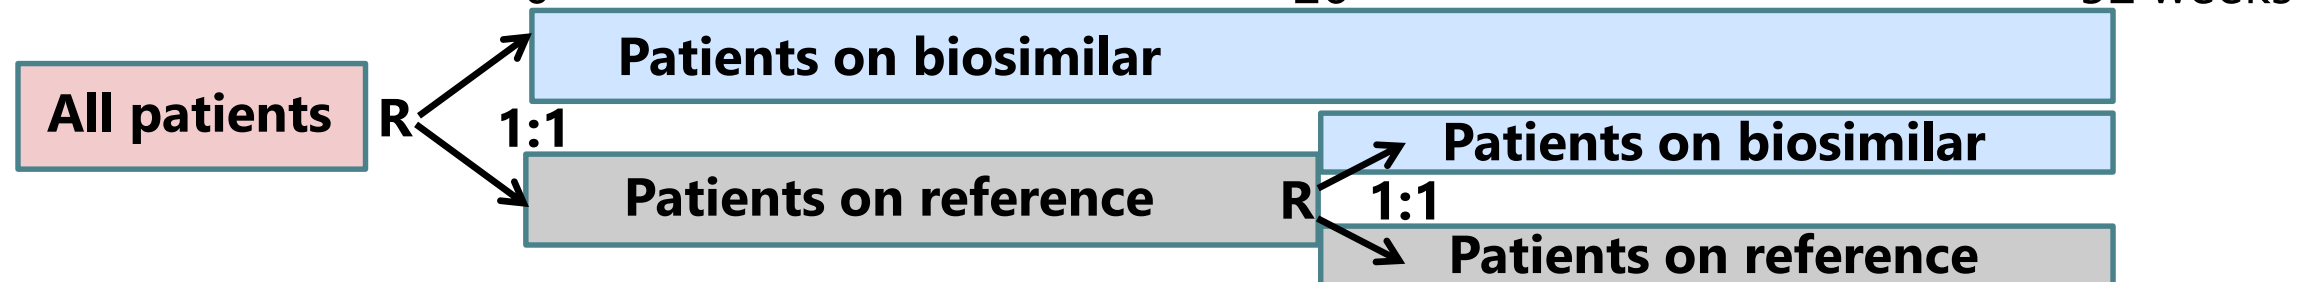 Patients on biosimilar
All patients
R
1:1
Patients on biosimilar
Patients on reference
R
1:1
Patients on reference